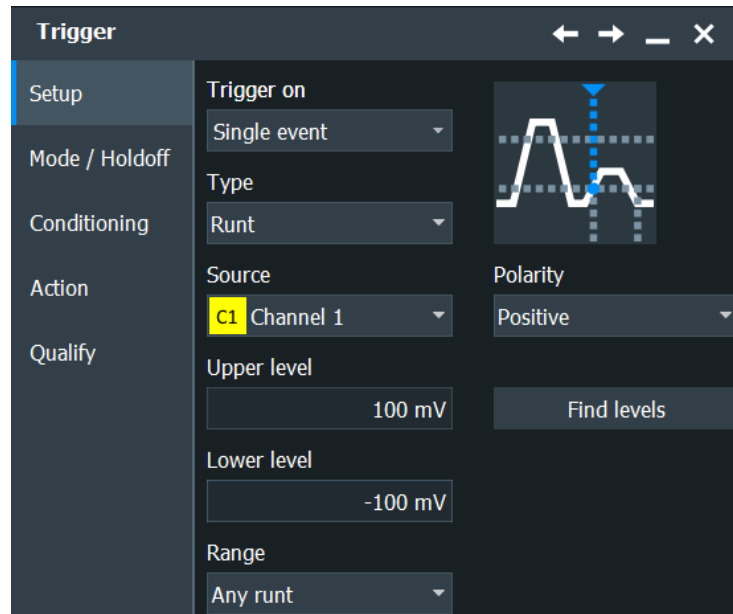 Trigger
Setup
Mode / Holdoff
Conditioning
Action
Qualify
Trigger on
Single event
Type
Runt
Source
C1 Channel 1
Polarity
Positive
Upper level
100 mV
Find levels
Lower level
-100 mV
Range
Any runt